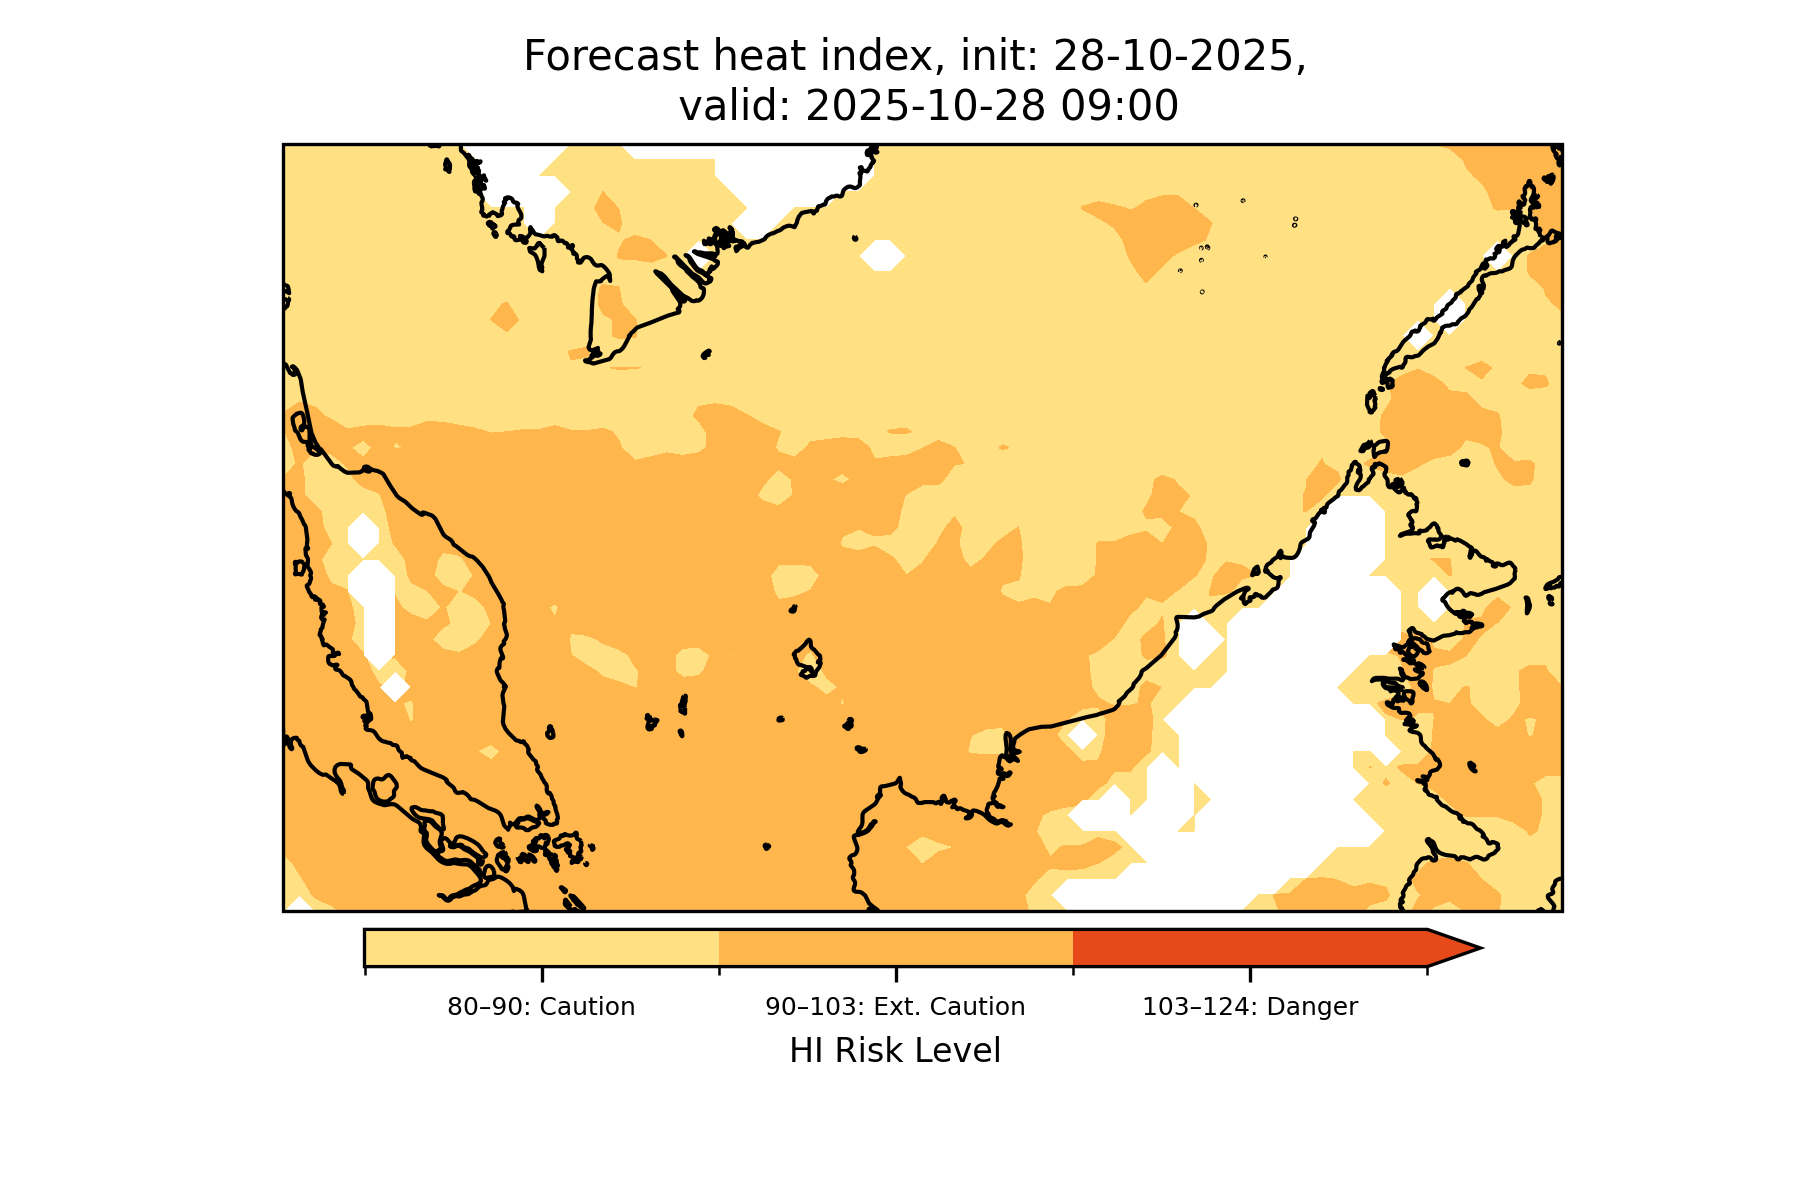 Forecast heat index, init: 28-10-2025,
valid: 2025-10-28 09:00
80–90: Caution
90–103: Ext. Caution
103–124: Danger
HI Risk Level